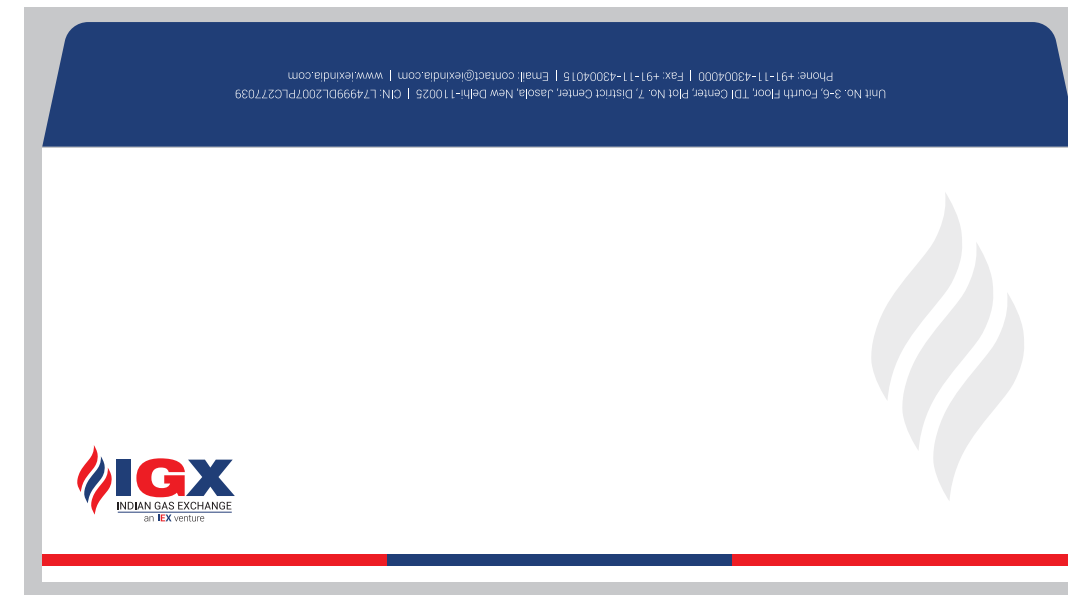 Unit No. 3-6, Fourth Floor, TDI Center, Plot No. 7, District Center, Jasola, New Delhi-110025 | CIN: L74999DL2007PLC277039
Phone: +91-11-43004000 | Fax: +91-11-43004015 | Email: contact@iexindia.com | www.iexindia.com
IGX
INDIAN GAS EXCHANGE
an IEX venture